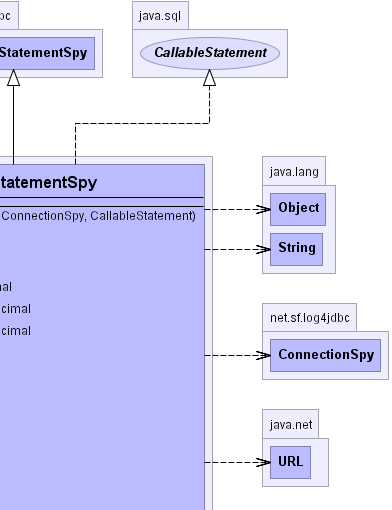 bc
java.sql
StatementSpy
CallableStatement
java.lang
tatementSpy
Object
ConnectionSpy, CallableStatement)
String
nal
cimal
net.sf.log4jdbc
cimal
ConnectionSpy
java.net
URL